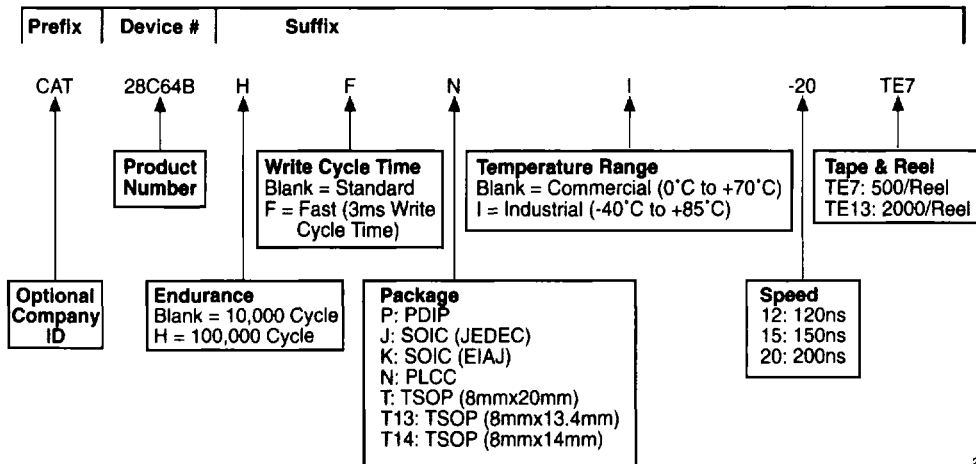 Prefix Device # Suffix
CAT 28C64B H F N I -20 TE7
Product
Number
Write Cycle Time
Blank = Standard
F = Fast (3ms Write
Cycle Time)
Temperature Range
Blank = Commercial (0˚C to +70˚C)
I = Industrial (-40˚C to +85˚C)
Tape & Reel
TE7: 500/Reel
TE13: 2000/Reel
Optional
Company
ID
Endurance
Blank = 10,000 Cycle
H = 100,000 Cycle
Package
P: PDIP
J: SOIC (JEDEC)
K: SOIC (EIAJ)
N: PLCC
T: TSOP (8mmx20mm)
T13: TSOP (8mmx13.4mm)
T14: TSOP (8mmx14mm)
Speed
12: 120ns
15: 150ns
20: 200ns